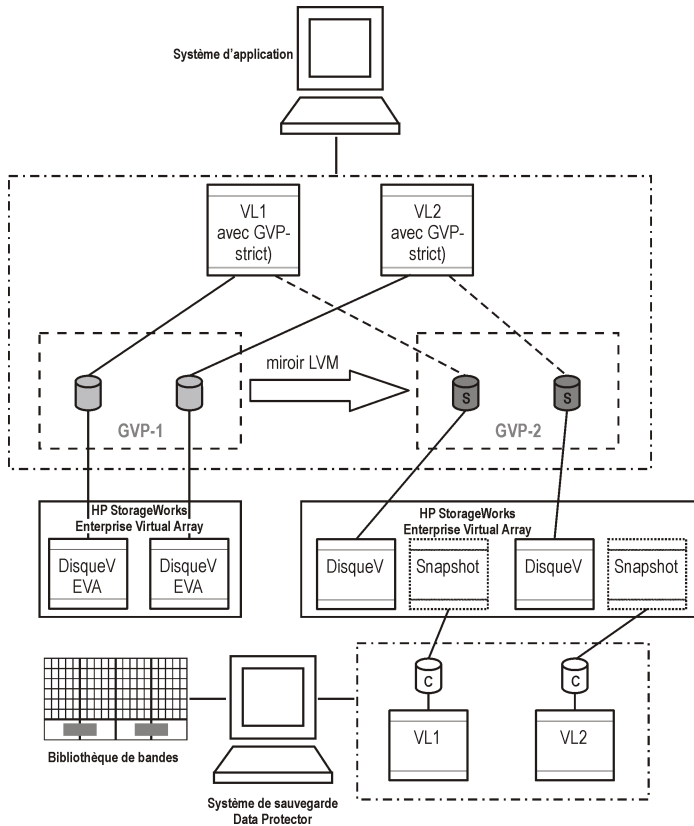 Système d'application
VL1
avec GVP-
strict)
VL2
avec GVP-
strict)
miroir LVM
S
S
GVP-1
GVP-2
HP StorageWorks
Enterprise Virtual Array
HP StorageWorks
Enterprise Virtual Array
DisqueV
EVA
DisqueV
EVA
DisqueV
Snapshot
DisqueV
Snapshot
C
C
VL1
VL2
Bibliothèque de bandes
Système de sauvegarde
Data Protector